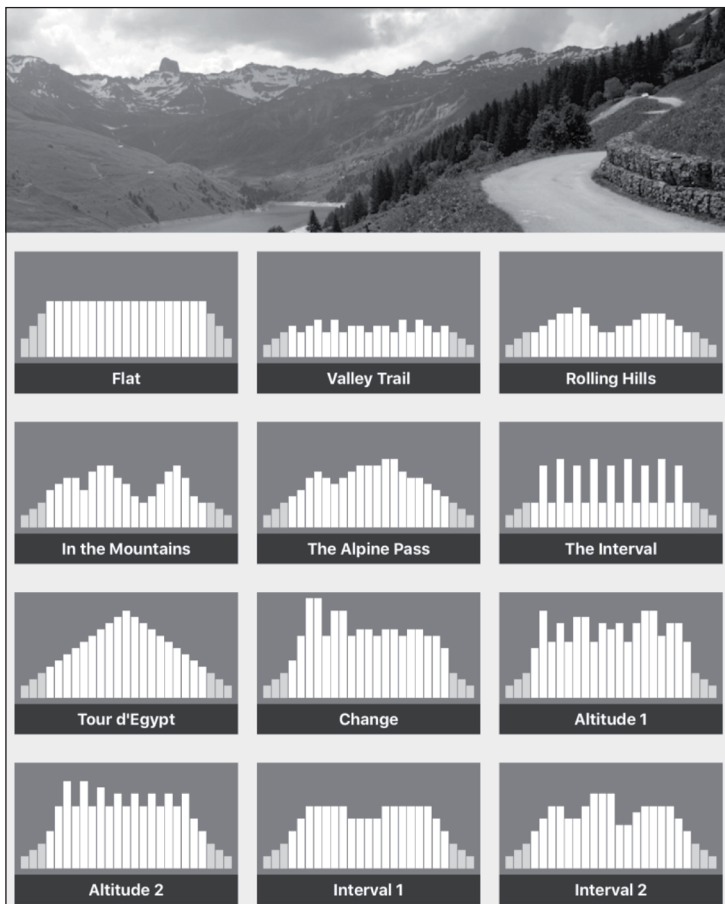 Flat
Valley Trail
Rolling Hills
In the Mountains
The Alpine Pass
The Interval
Tour d'Egypt
Change
Altitude 1
Altitude 2
Interval 1
Interval 2